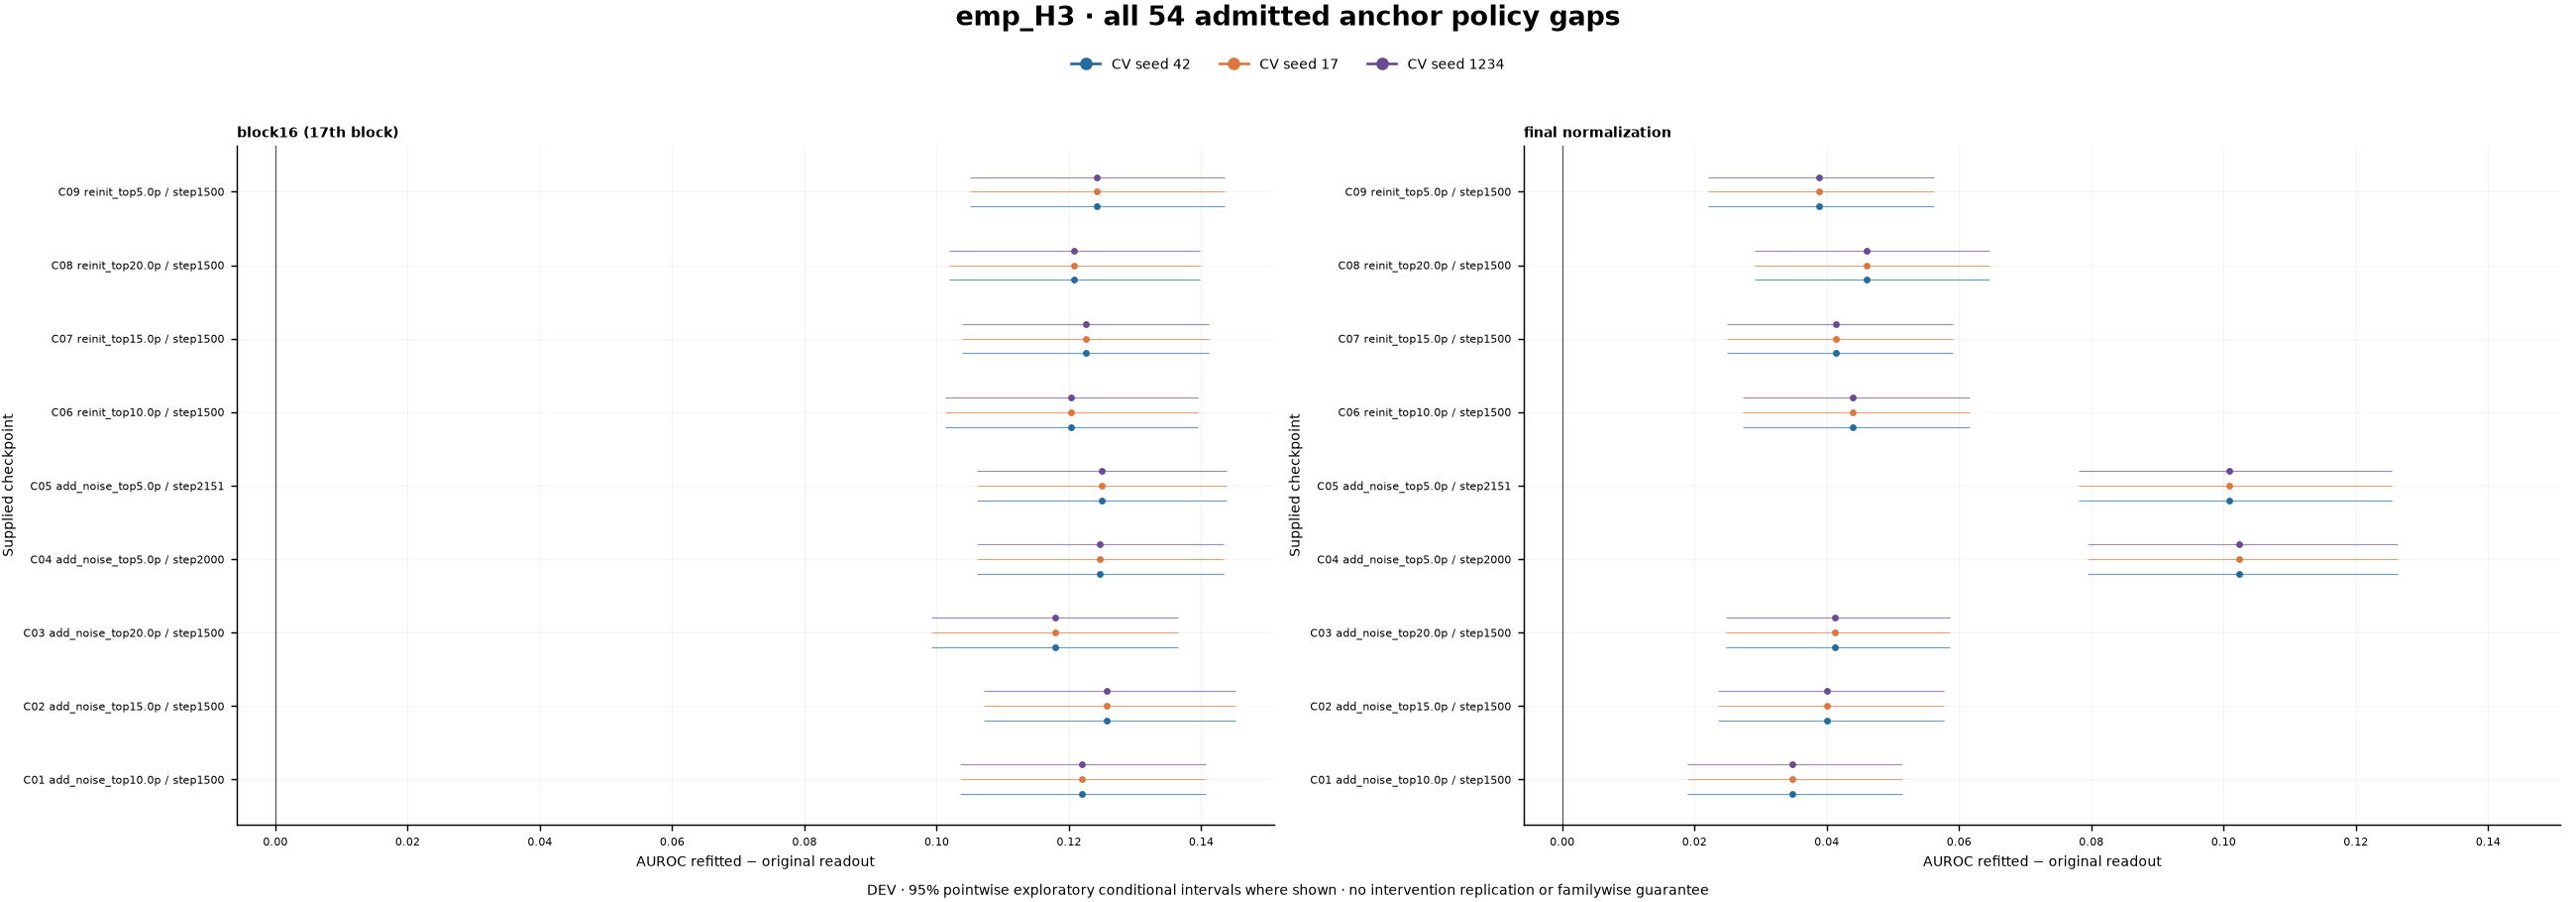 emp_H3 · all 54 admitted anchor policy gaps
CV seed 42
CV seed 17
CV seed 1234
block16 (17th block)
Supplied checkpoint
C09 reinit_top5.0p / step1500
C08 reinit_top20.0p / step1500
C07 reinit_top15.0p / step1500
C06 reinit_top10.0p / step1500
C05 add_noise_top5.0p / step2151
C04 add_noise_top5.0p / step2000
C03 add_noise_top20.0p / step1500
C02 add_noise_top15.0p / step1500
C01 add_noise_top10.0p / step1500
0.00 0.02 0.04 0.06 0.08 0.10 0.12 0.14
AUROC refitted − original readout
final normalization
Supplied checkpoint
C09 reinit_top5.0p / step1500
C08 reinit_top20.0p / step1500
C07 reinit_top15.0p / step1500
C06 reinit_top10.0p / step1500
C05 add_noise_top5.0p / step2151
C04 add_noise_top5.0p / step2000
C03 add_noise_top20.0p / step1500
C02 add_noise_top15.0p / step1500
C01 add_noise_top10.0p / step1500
0.00 0.02 0.04 0.06 0.08 0.10 0.12 0.14
AUROC refitted − original readout
DEV · 95% pointwise exploratory conditional intervals where shown · no intervention replication or familywise guarantee